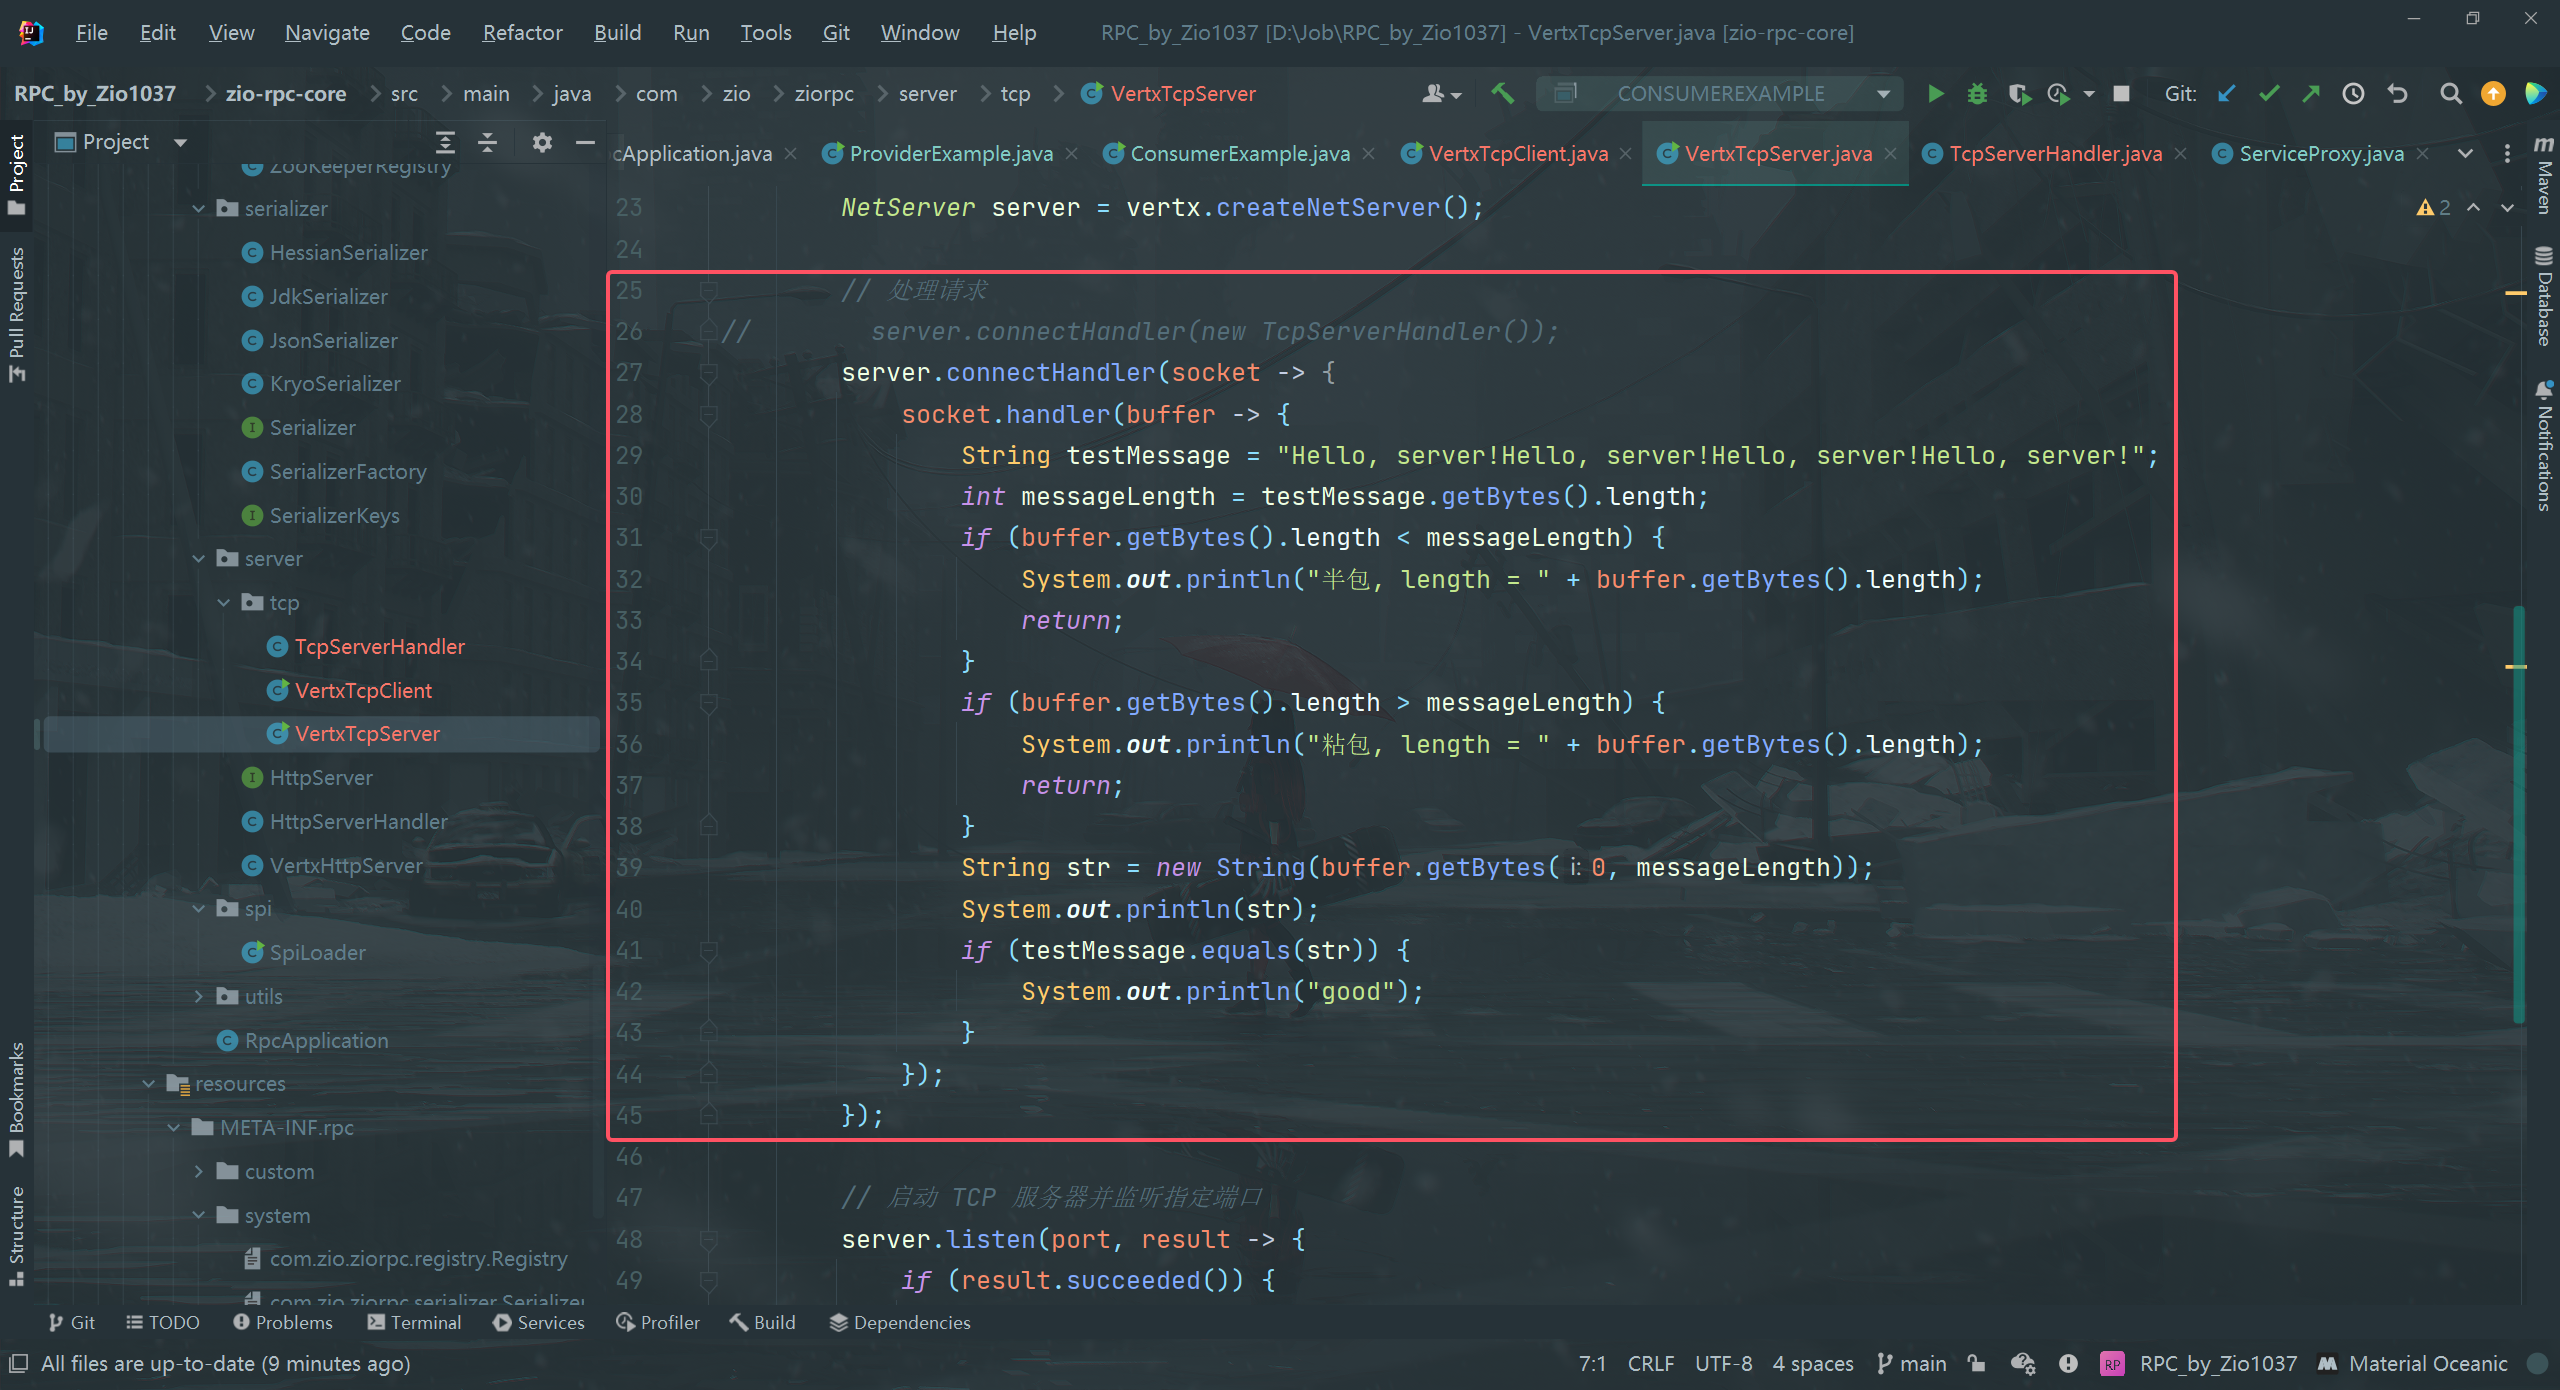 File Edit View Navigate Code Refactor Build Run Tools Git Window Help RPC_by_Zio1037 [D:\Job\RPC_by_Zio1037] - VertxTcpServer.java [zio-rpc-core]
RPC_by_Zio1037 zio-rpc-core src main java com zio ziorpc server tcp VertxTcpServer CONSUMEREXAMPLE Git:
Project
cApplication.java ProviderExample.java ConsumerExample.java VertxTcpClient.java VertxTcpServer.java TcpServerHandler.java ServiceProxy.java
Project
Pull Requests
Bookmarks
Structure
ZooKeeperRegistry
serializer
HessianSerializer
JdkSerializer
JsonSerializer
KryoSerializer
Serializer
SerializerFactory
SerializerKeys
server
tcp
TcpServerHandler
VertxTcpClient
VertxTcpServer
HttpServer
HttpServerHandler
VertxHttpServer
spi
SpiLoader
utils
RpcApplication
resources
META-INF.rpc
custom
system
com.zio.ziorpc.registry.Registry
com.zio.ziorpc.serializer.Serializer
2
23 NetServer server = vertx.createNetServer();
24
25 // 处理请求
26 // server.connectHandler(new TcpServerHandler());
27 server.connectHandler(socket -> {
28 socket.handler(buffer -> {
29 String testMessage = "Hello, server!Hello, server!Hello, server!Hello, server!";
30 int messageLength = testMessage.getBytes().length;
31 if (buffer.getBytes().length < messageLength) {
32 System.out.println("半包, length = " + buffer.getBytes().length);
33 return;
34 }
35 if (buffer.getBytes().length > messageLength) {
36 System.out.println("粘包, length = " + buffer.getBytes().length);
37 return;
38 }
39 String str = new String(buffer.getBytes( i: 0, messageLength));
40 System.out.println(str);
41 if (testMessage.equals(str)) {
42 System.out.println("good");
43 }
44 });
45 });
46
47 // 启动 TCP 服务器并监听指定端口
48 server.listen(port, result -> {
49 if (result.succeeded()) {
m Maven
Database
Notifications
Git TODO Problems Terminal Services Profiler Build Dependencies
All files are up-to-date (9 minutes ago) 7:1 CRLF UTF-8 4 spaces main RP RPC_by_Zio1037 Material Oceanic